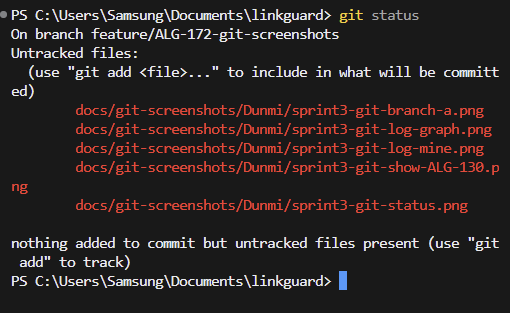 PS C:\Users\Samsung\Documents\linkguard> git status
On branch feature/ALG-172-git-screenshots
Untracked files:
  (use "git add <file>..." to include in what will be committ
ed)
        docs/git-screenshots/Dunmi/sprint3-git-branch-a.png
        docs/git-screenshots/Dunmi/sprint3-git-log-graph.png
        docs/git-screenshots/Dunmi/sprint3-git-log-mine.png
        docs/git-screenshots/Dunmi/sprint3-git-show-ALG-130.p
ng
        docs/git-screenshots/Dunmi/sprint3-git-status.png

nothing added to commit but untracked files present (use "git
 add" to track)
PS C:\Users\Samsung\Documents\linkguard>